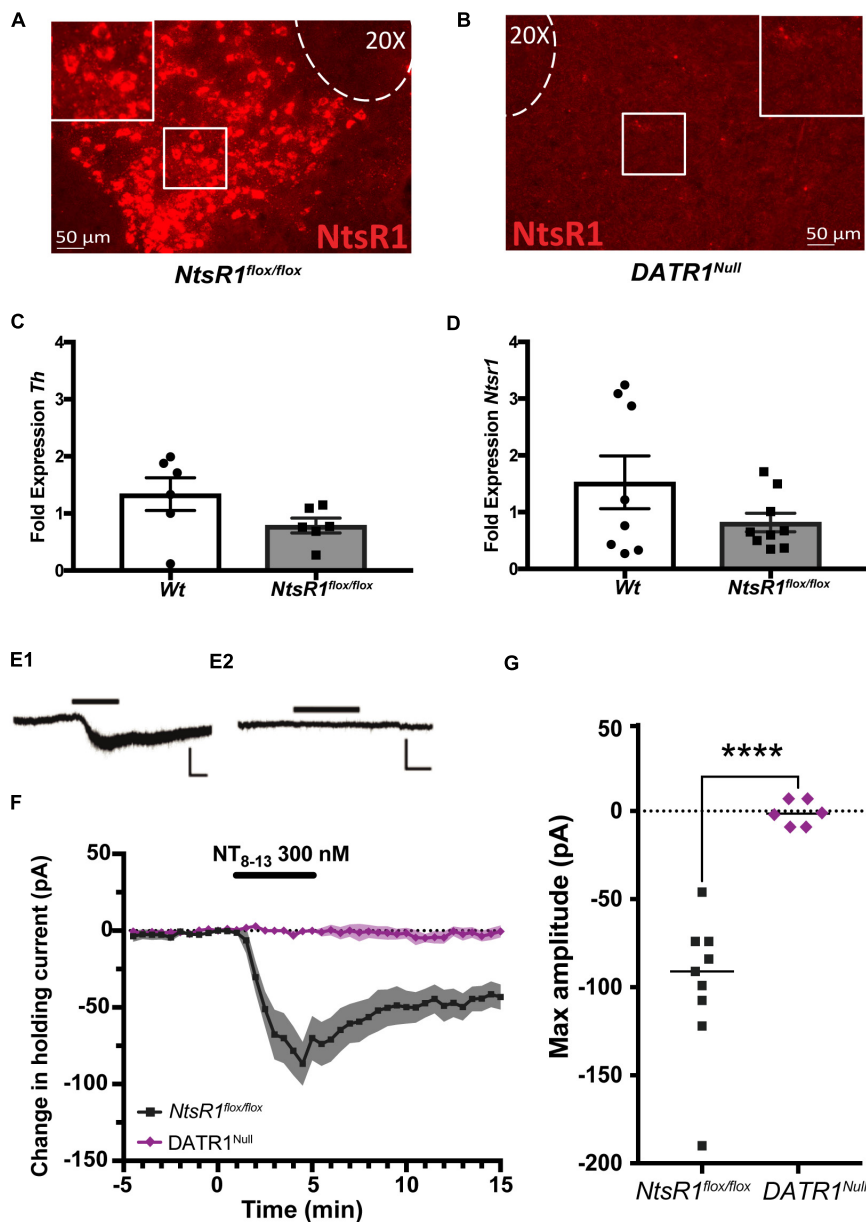 A
20X
50 µm
NtsR1
NtsR1flox/flox
B
20X
50 µm
NtsR1
DATR1Null
C
Fold Expression Th
4
3
2
1
0
Wt
NtsR1flox/flox
D
Fold Expression Ntsr1
4
3
2
1
0
Wt
NtsR1flox/flox
E1
E2
F
Change in holding current (pA)
50
0
-50
-100
-150
NT8-13 300 nM
NtsR1flox/flox
DATR1Null
-5
0
5
10
15
Time (min)
G
Max amplitude (pA)
50
0
-50
-100
-150
-200
****
NtsR1flox/flox
DATR1Null